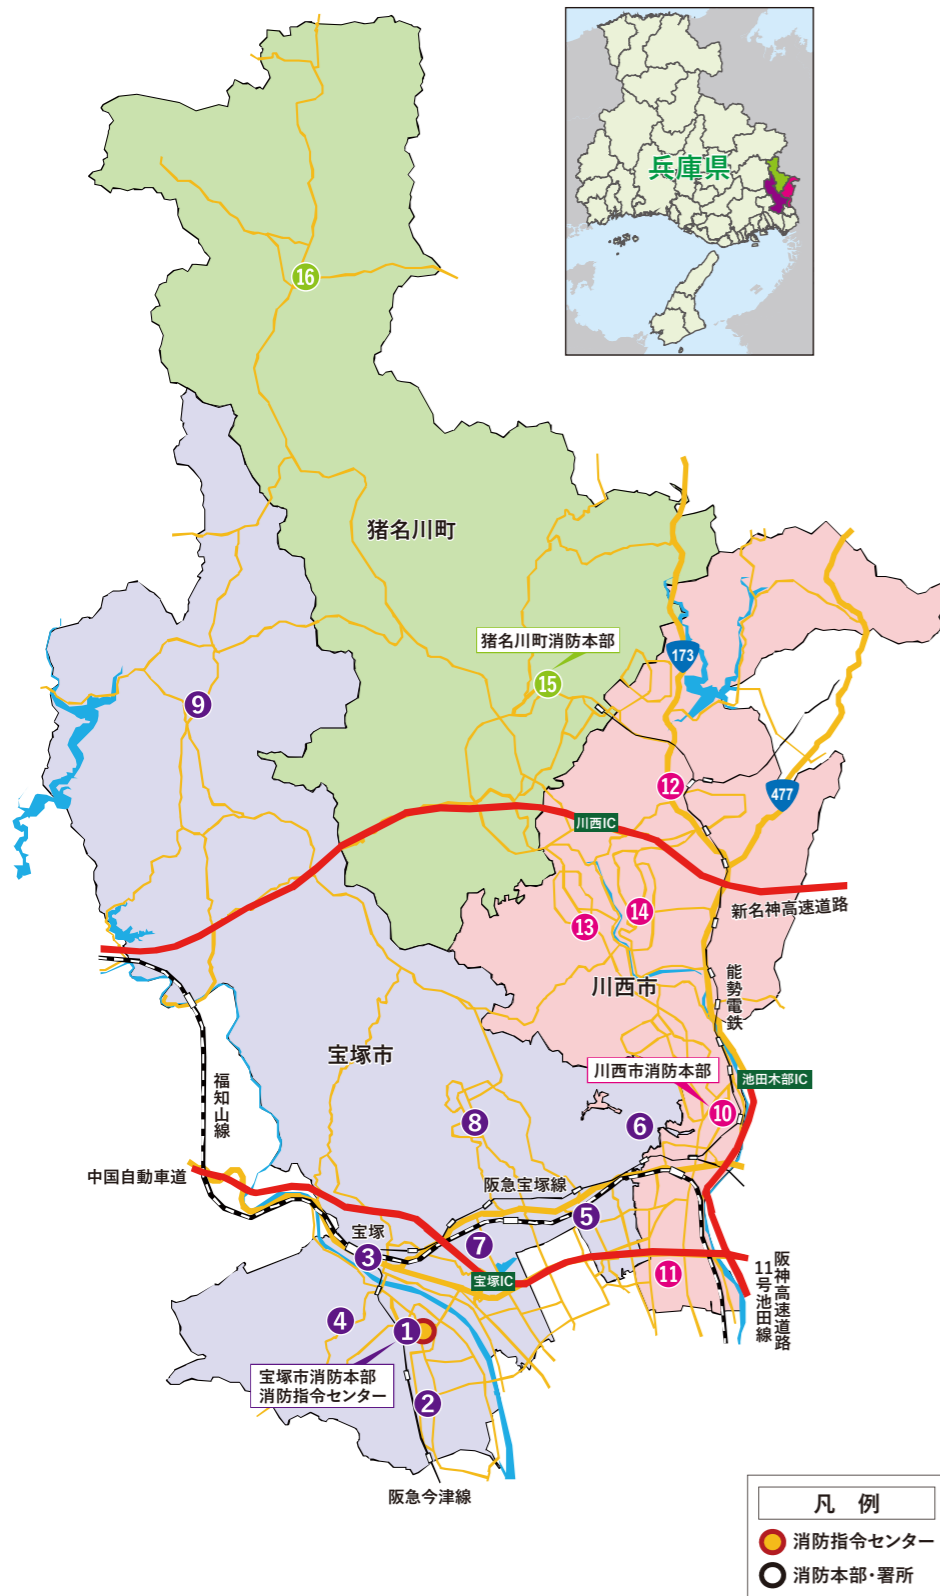 兵庫県
16
猪名川町
猪名川町消防本部
15
173
9
12
477
川西IC
新名神高速道路
14
13
川西市
能勢電鉄
宝塚市
川西市消防本部
池田木部IC
福知山線
10
8
6
中国自動車道
阪急宝塚線
5
宝塚
7
3
宝塚IC
11
阪神高速道路
11号池田線
4
1
宝塚市消防本部
消防指令センター
2
阪急今津線
凡 例
消防指令センター
消防本部・署所